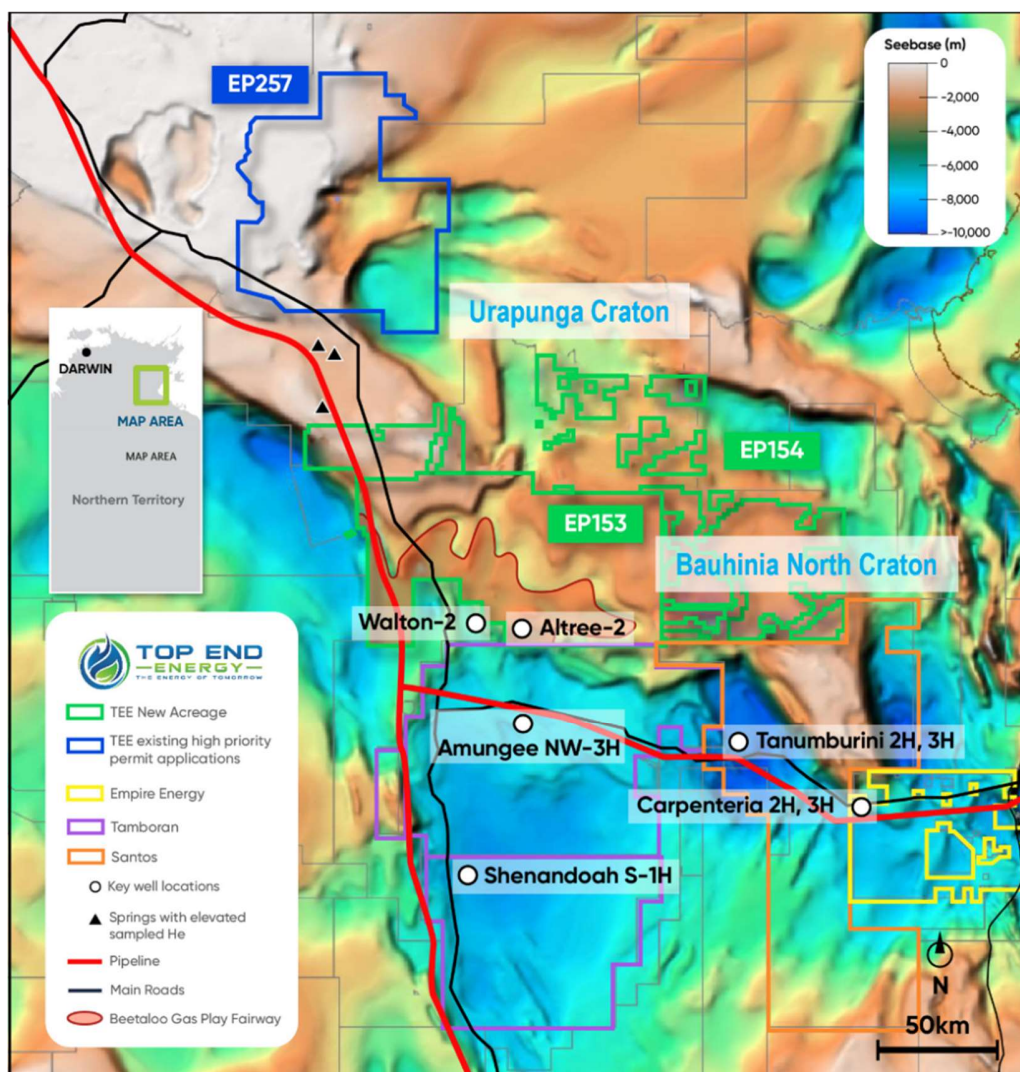 EP257
Seebase (m)
0
-2,000
-4,000
-6,000
-8,000
>-10,000
Urapunga Craton
DARWIN
MAP AREA
MAP AREA
Northern Territory
EP154
EP153
Bauhinia North Craton
Walton-2
Altree-2
Amungee NW-3H
Tanumburini 2H, 3H
Carpenteria 2H, 3H
Shenandoah S-1H
TOP END
ENERGY
THE ENERGY OF TOMORROW
TEE New Acreage
TEE existing high priority
permit applications
Empire Energy
Tamboran
Santos
Key well locations
Springs with elevated
sampled He
Pipeline
Main Roads
Beetaloo Gas Play Fairway
N
50km